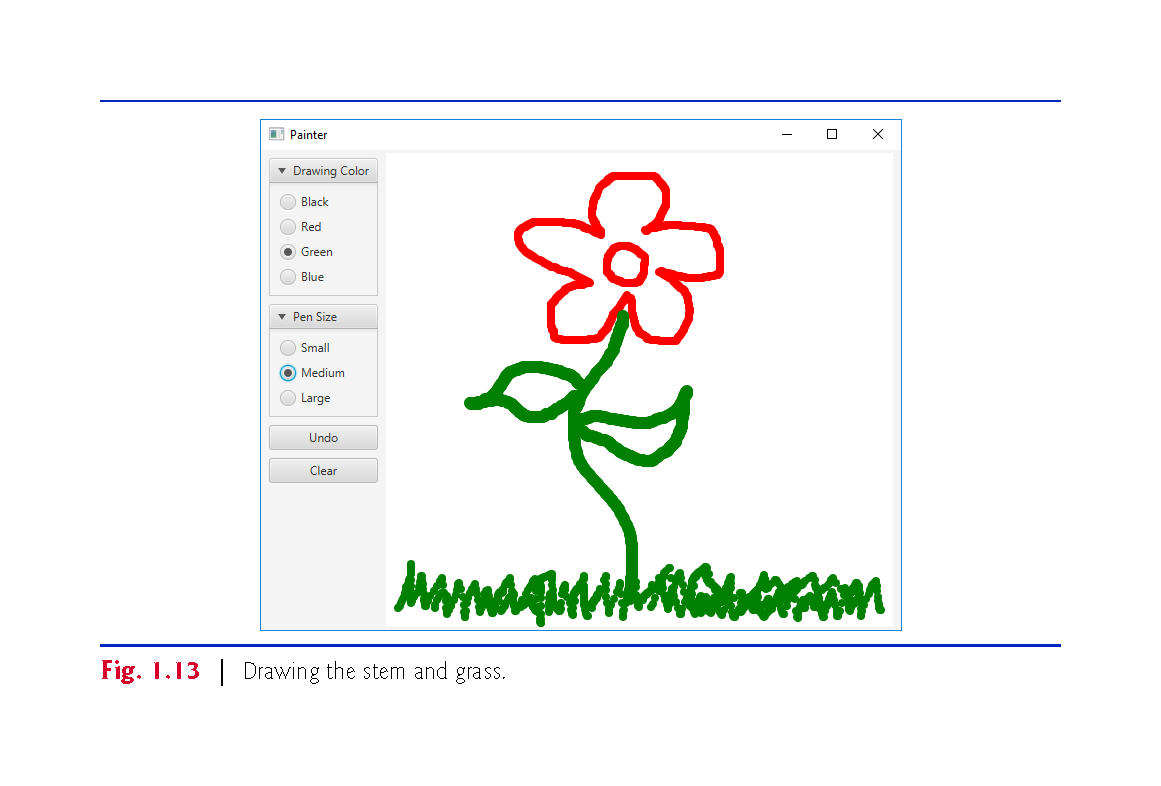 Painter
Drawing Color
Black
Red
Green
Blue
Pen Size
Small
Medium
Large
Undo
Clear
Fig. 1.13 | Drawing the stem and grass.